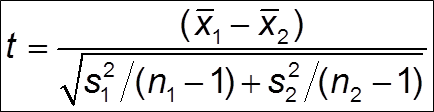 t = (x̄₁ − x̄₂) / √(s₁²/(n₁ − 1) + s₂²/(n₂ − 1))